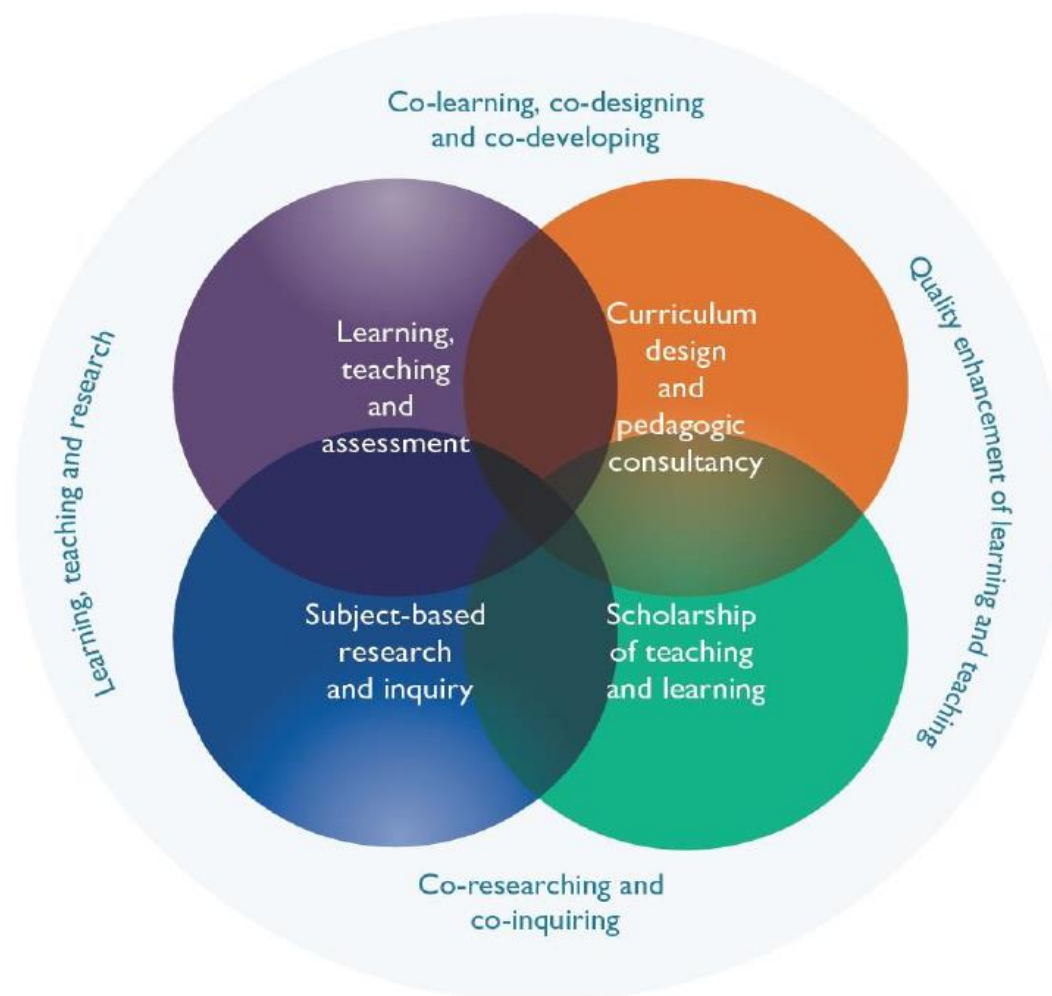 Co-learning, co-designing
and co-developing
Learning,
teaching
and
assessment
Curriculum
design
and
pedagogic
consultancy
Learning, teaching and research
Quality enhancement of learning and teaching
Subject-based
research
and inquiry
Scholarship
of teaching
and learning
Co-researching and
co-inquiring